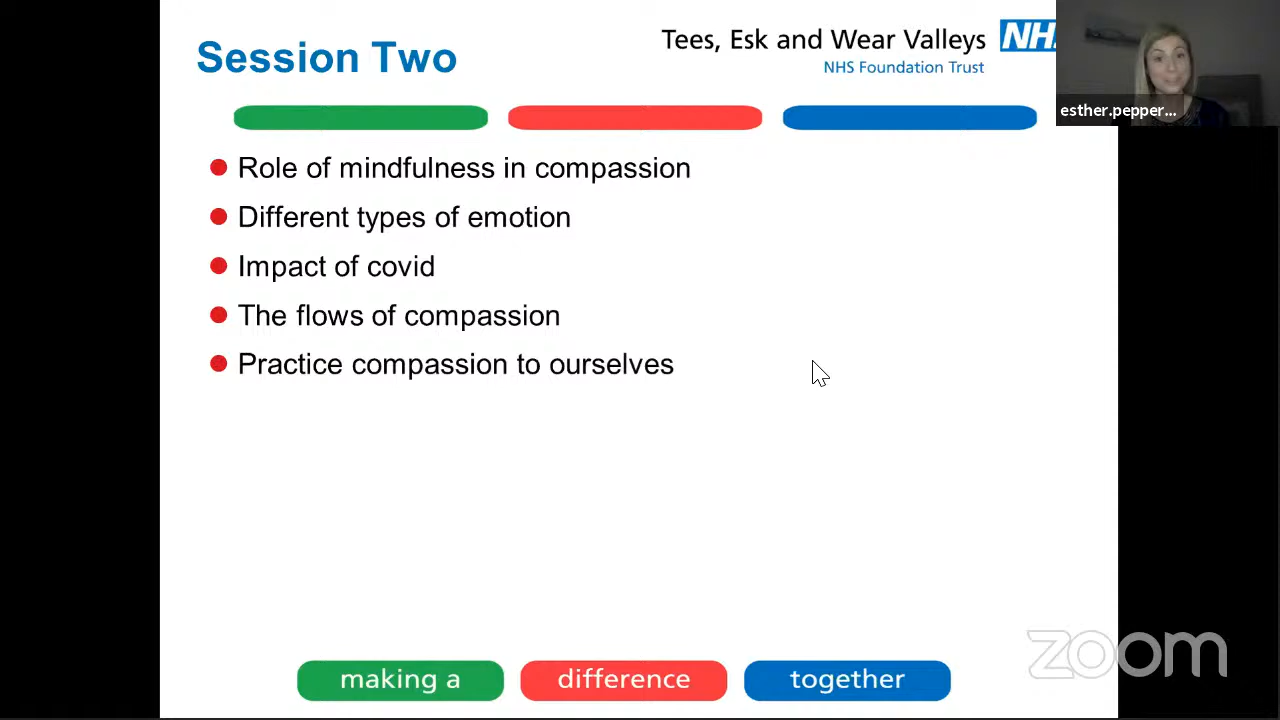 Session Two
Tees, Esk and Wear Valleys
NHS Foundation Trust
esther.pepper...
Role of mindfulness in compassion
Different types of emotion
Impact of covid
The flows of compassion
Practice compassion to ourselves
zoom
making a difference together